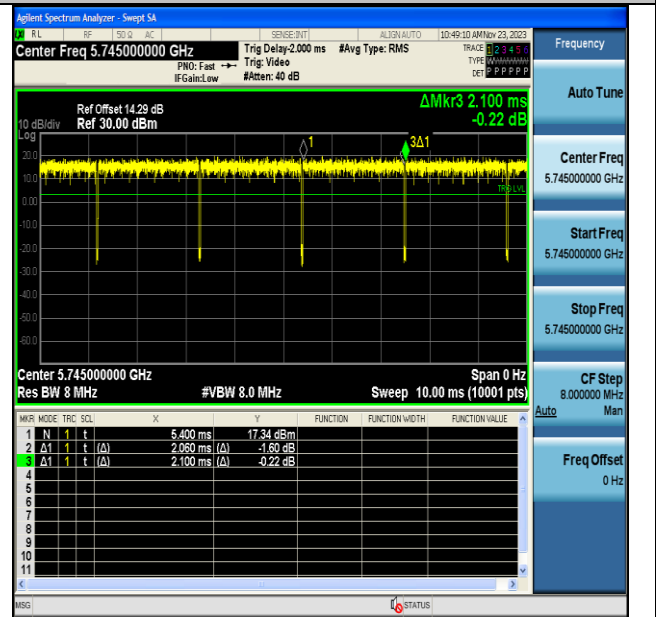 Agilent Spectrum Analyzer - Swept SA
RL RF 50 Ω AC SENSE:INT ALIGN AUTO 10:49:10 AM Nov 23, 2023
Center Freq 5.745000000 GHz
PNO: Fast
IFGain:Low
Trig Delay-2.000 ms
Trig: Video
#Atten: 40 dB
#Avg Type: RMS
TRACE 1 2 3 4 5 6
TYPE
DET P P P P P
Frequency
Auto Tune
Ref Offset 14.29 dB
Ref 30.00 dBm
10 dB/div
Log
ΔMkr3 2.100 ms
-0.22 dB
1
3Δ1
20.0
10.0
TRIG LVL
0.00
-10.0
-20.0
-30.0
-40.0
-50.0
-60.0
Center Freq
5.745000000 GHz
Start Freq
5.745000000 GHz
Stop Freq
5.745000000 GHz
CF Step
8.000000 MHz
Auto Man
Freq Offset
0 Hz
Center 5.745000000 GHz Span 0 Hz
Res BW 8 MHz #VBW 8.0 MHz Sweep 10.00 ms (10001 pts)
MKR MODE TRC SCL X Y FUNCTION FUNCTION WIDTH FUNCTION VALUE
1 N 1 t 5.400 ms 17.34 dBm
2 Δ1 1 t (Δ) 2.060 ms (Δ) -1.60 dB
3 Δ1 1 t (Δ) 2.100 ms (Δ) -0.22 dB
4
5
6
7
8
9
10
11
MSG STATUS